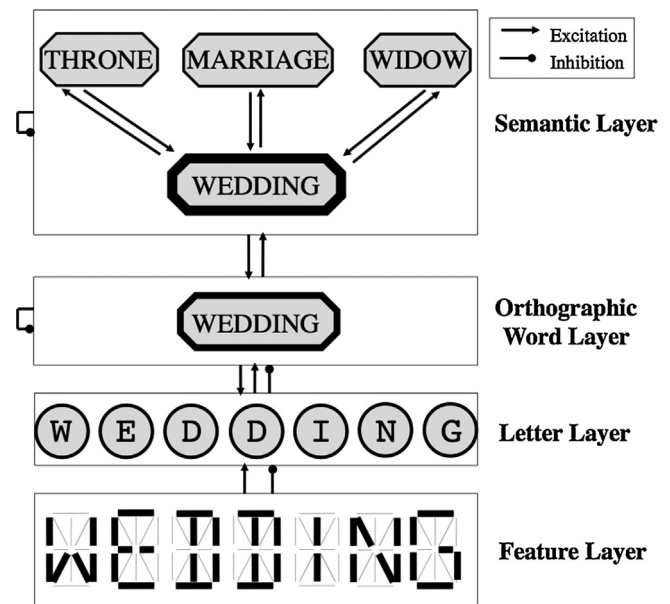 THRONE MARRIAGE WIDOW
Excitation
Inhibition
Semantic Layer
WEDDING
WEDDING
Orthographic
Word Layer
W E D D I N G
Letter Layer
WEDDING
Feature Layer